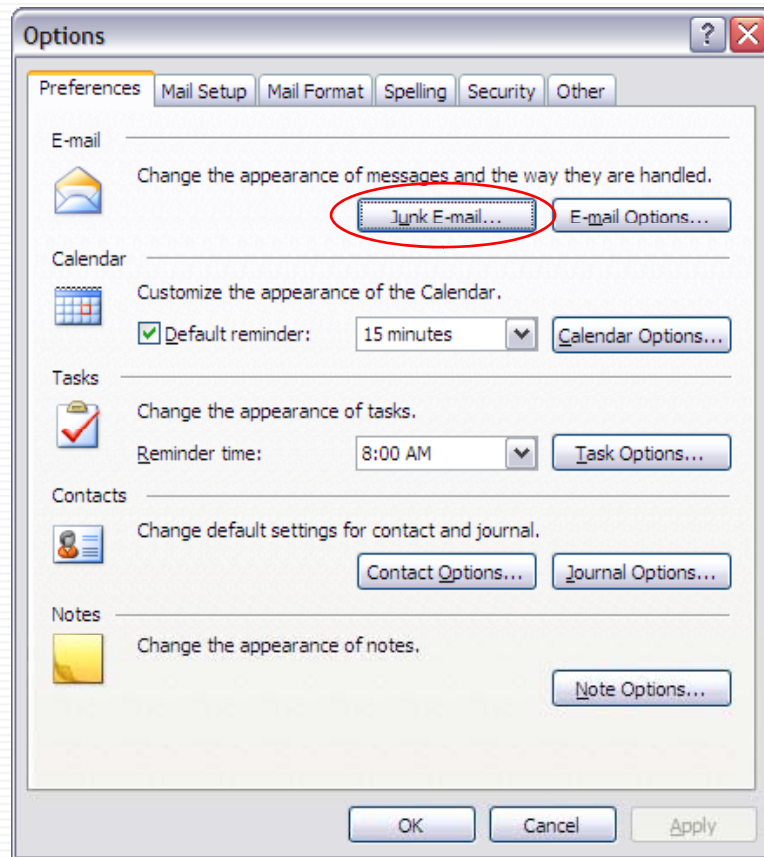 Options
Preferences Mail Setup Mail Format Spelling Security Other
E-mail
Change the appearance of messages and the way they are handled.
Junk E-mail... E-mail Options...
Calendar
Customize the appearance of the Calendar.
Default reminder: 15 minutes Calendar Options...
Tasks
Change the appearance of tasks.
Reminder time: 8:00 AM Task Options...
Contacts
Change default settings for contact and journal.
Contact Options... Journal Options...
Notes
Change the appearance of notes.
Note Options...
OK Cancel Apply